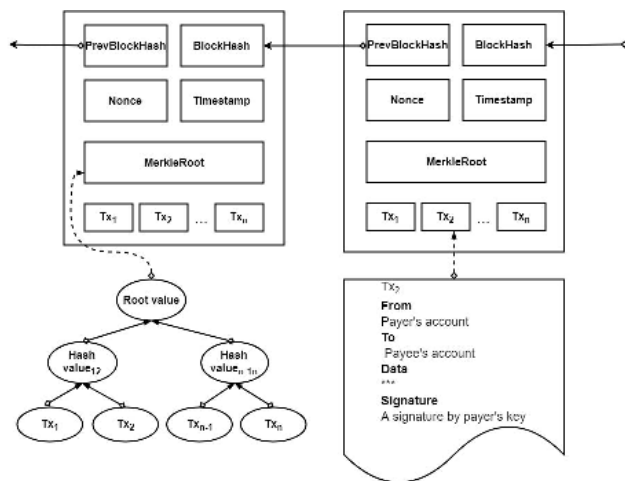 PrevBlockHash BlockHash
Nonce Timestamp
MerkleRoot
Tx1 Tx2 ... Txn
PrevBlockHash BlockHash
Nonce Timestamp
MerkleRoot
Tx1 Tx2 ... Txn
Root value
Hash value12
Hash valuen-1n
Tx1 Tx2 Txn-1 Txn
Tx2
From
Payer's account
To
Payee's account
Data
***
Signature
A signature by payer's key